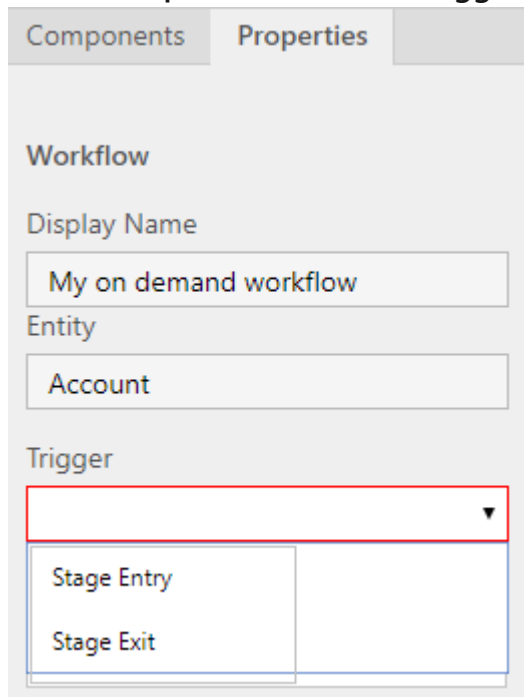 Components Properties
Workflow
Display Name
My on demand workflow
Entity
Account
Trigger
Stage Entry
Stage Exit